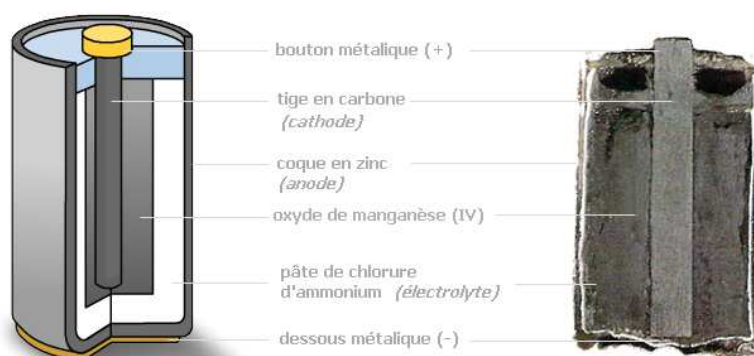 bouton métalique (+)
tige en carbone
(cathode)
coque en zinc
(anode)
oxyde de manganèse (IV)
pâte de chlorure
d'ammonium (électrolyte)
dessous métalique (-)